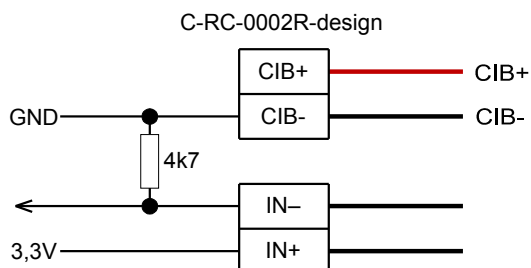 C-RC-0002R-design
CIB+ CIB+
GND CIB- CIB-
4k7
IN–
3,3V IN+